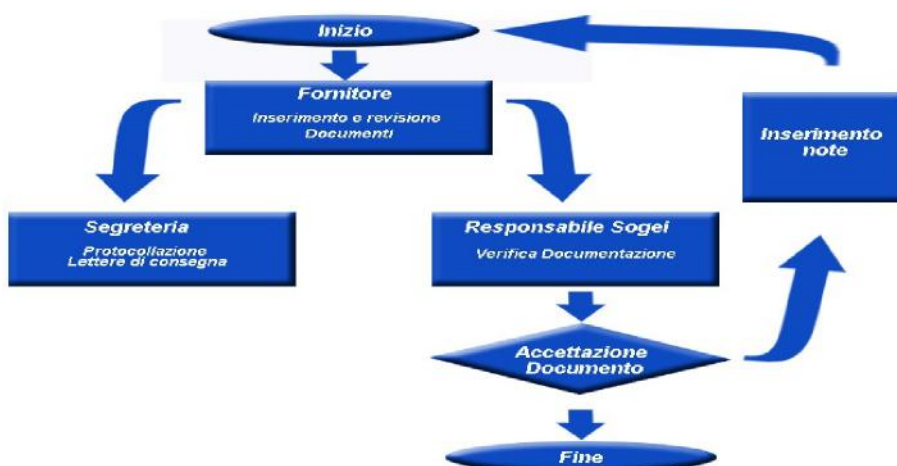 Inizio
Fornitore
Inserimento e revisione
Documenti
Inserimento
note
Segreteria
Protocollazione
Lettere di consegna
Responsabile Sogei
Verifica Documentazione
Accettazione
Documento
Fine